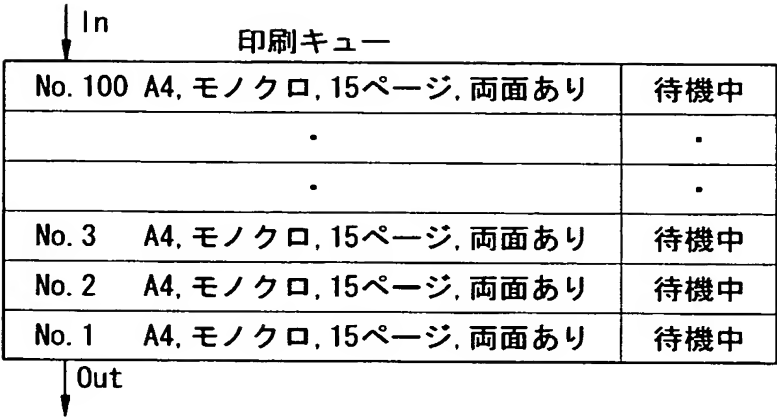 In
印刷キュー
No. 100 A4, モノクロ, 15ページ, 両面あり 待機中
・ ・
・ ・
No. 3 A4, モノクロ, 15ページ, 両面あり 待機中
No. 2 A4, モノクロ, 15ページ, 両面あり 待機中
No. 1 A4, モノクロ, 15ページ, 両面あり 待機中
Out